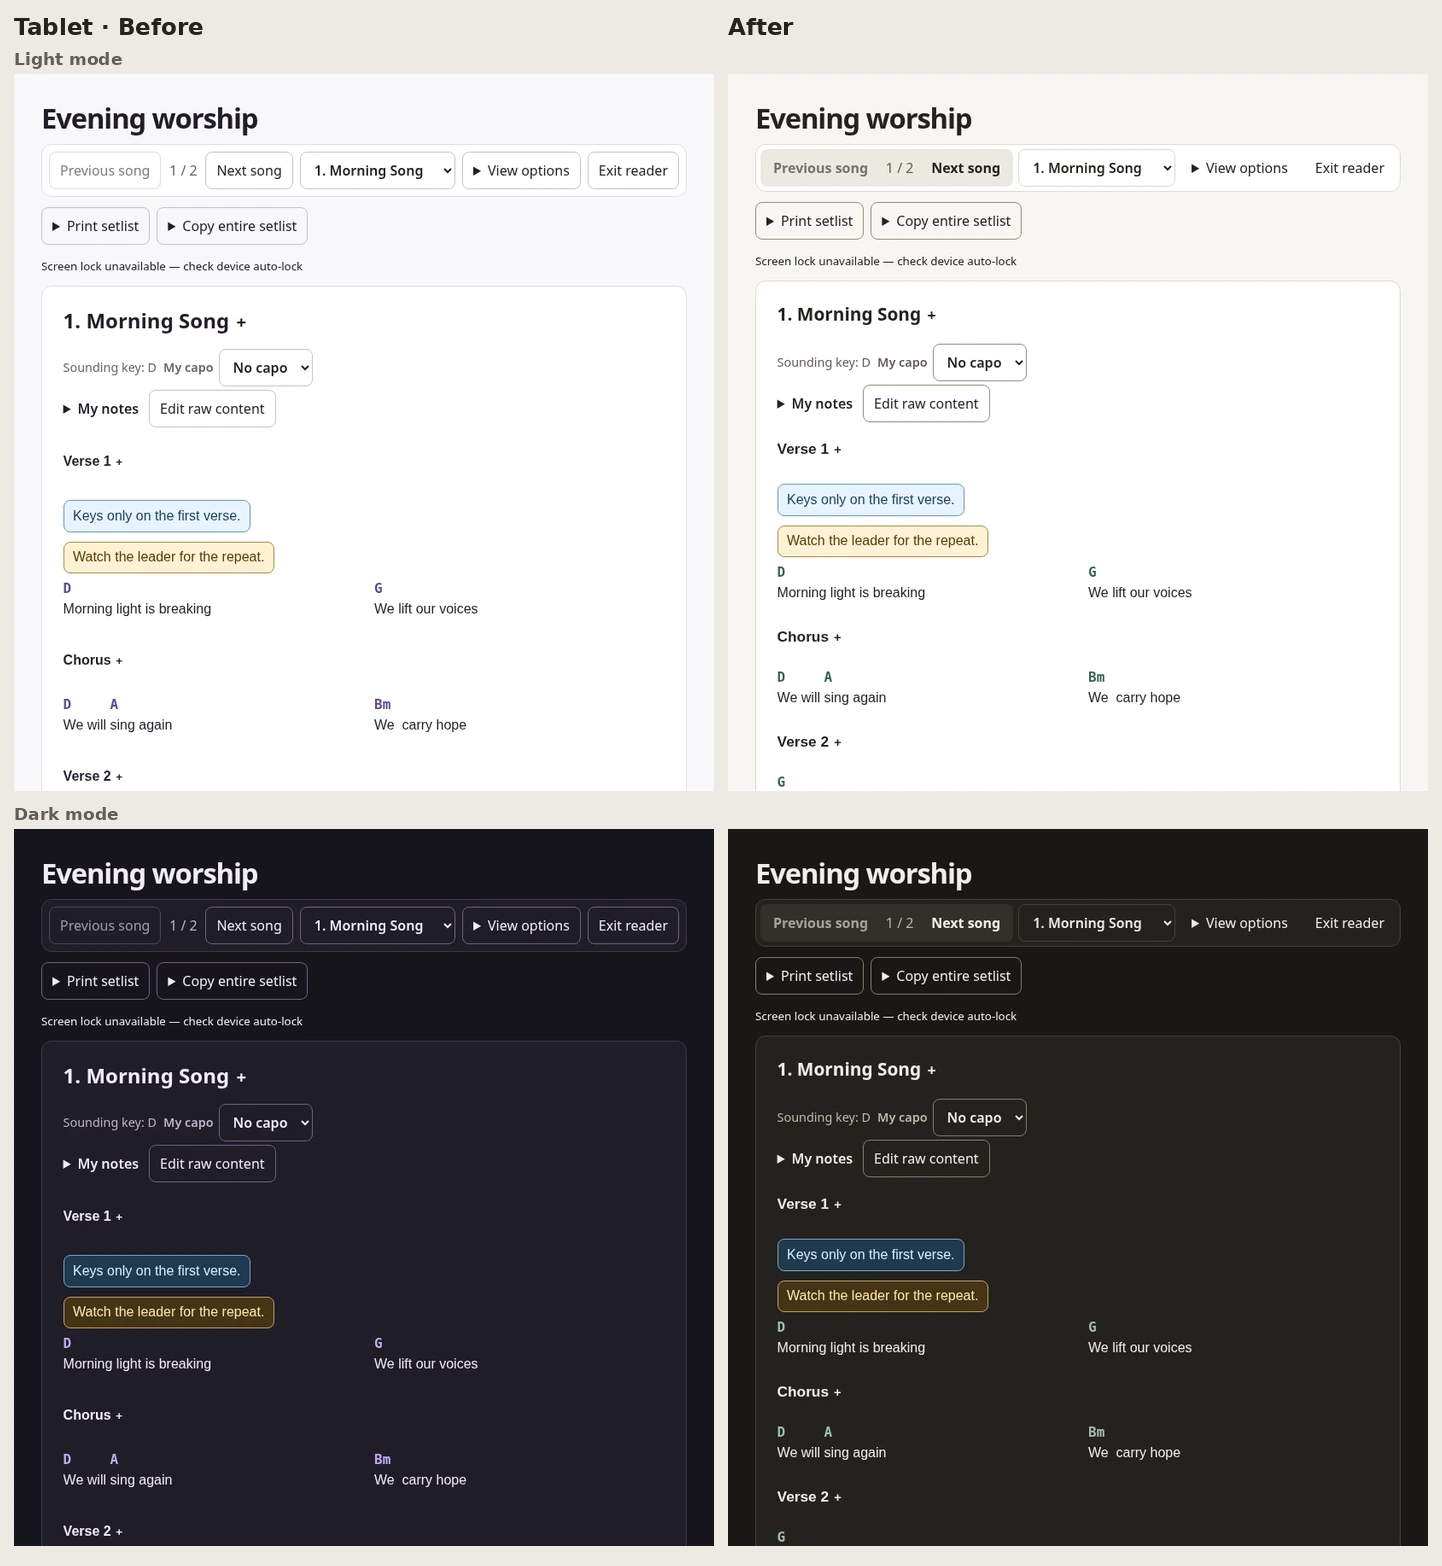 Tablet · Before
Light mode
Evening worship
Previous song 1 / 2 Next song 1. Morning Song ▶ View options Exit reader
▶ Print setlist ▶ Copy entire setlist
Screen lock unavailable — check device auto-lock
1. Morning Song +
Sounding key: D My capo No capo
▶ My notes Edit raw content
Verse 1 +
Keys only on the first verse.
Watch the leader for the repeat.
D G
Morning light is breaking We lift our voices
Chorus +
D A Bm
We will sing again We carry hope
Verse 2 +
After
Evening worship
Previous song 1 / 2 Next song 1. Morning Song ▶ View options Exit reader
▶ Print setlist ▶ Copy entire setlist
Screen lock unavailable — check device auto-lock
1. Morning Song +
Sounding key: D My capo No capo
▶ My notes Edit raw content
Verse 1 +
Keys only on the first verse.
Watch the leader for the repeat.
D G
Morning light is breaking We lift our voices
Chorus +
D A Bm
We will sing again We carry hope
Verse 2 +
G
Dark mode
Evening worship
Previous song 1 / 2 Next song 1. Morning Song ▶ View options Exit reader
▶ Print setlist ▶ Copy entire setlist
Screen lock unavailable — check device auto-lock
1. Morning Song +
Sounding key: D My capo No capo
▶ My notes Edit raw content
Verse 1 +
Keys only on the first verse.
Watch the leader for the repeat.
D G
Morning light is breaking We lift our voices
Chorus +
D A Bm
We will sing again We carry hope
Verse 2 +
Evening worship
Previous song 1 / 2 Next song 1. Morning Song ▶ View options Exit reader
▶ Print setlist ▶ Copy entire setlist
Screen lock unavailable — check device auto-lock
1. Morning Song +
Sounding key: D My capo No capo
▶ My notes Edit raw content
Verse 1 +
Keys only on the first verse.
Watch the leader for the repeat.
D G
Morning light is breaking We lift our voices
Chorus +
D A Bm
We will sing again We carry hope
Verse 2 +
G